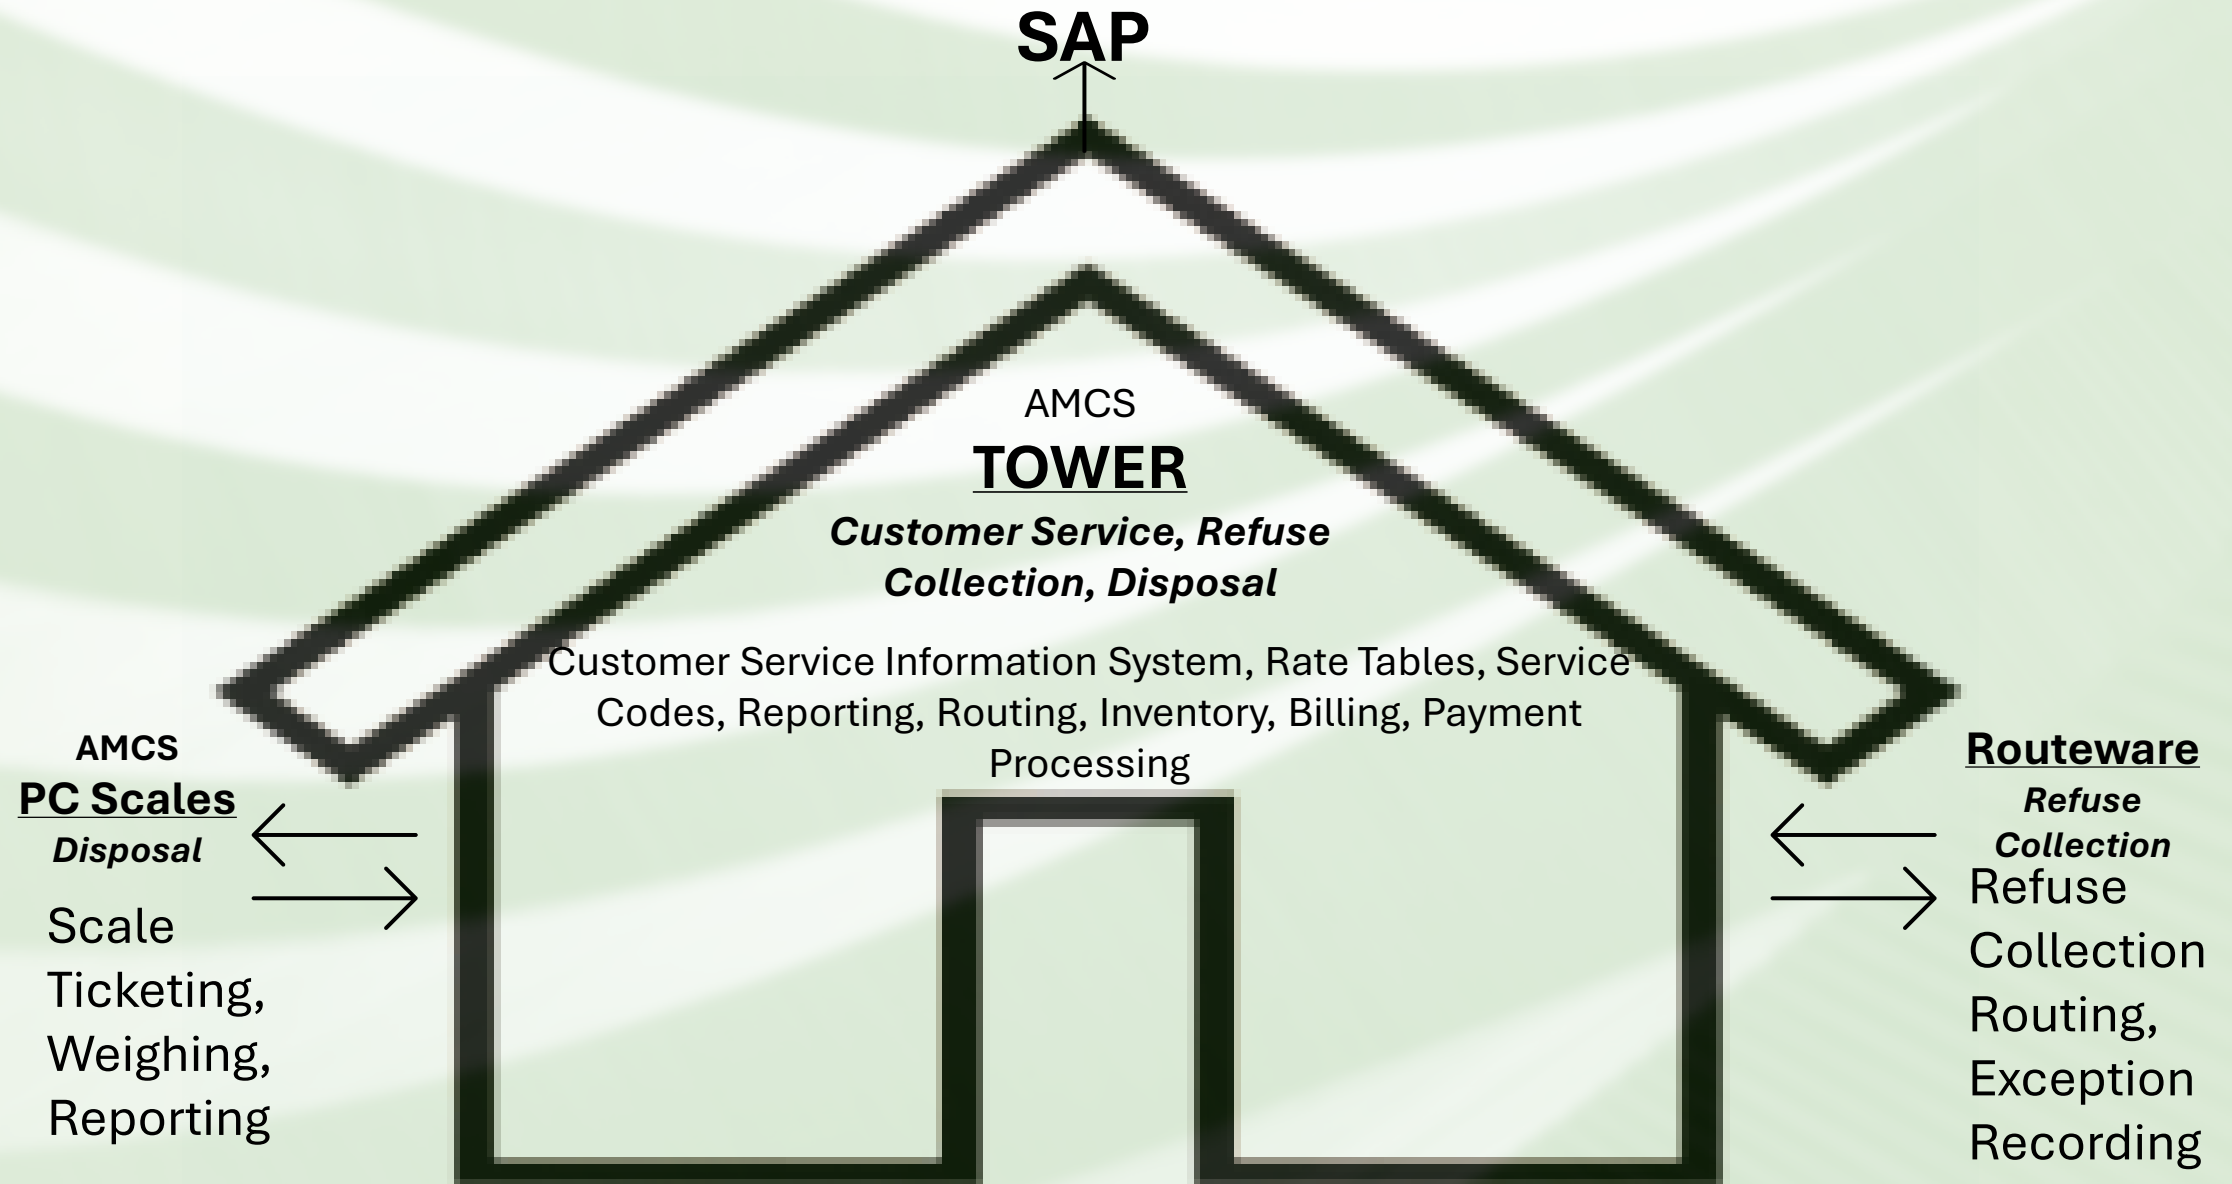 SAP
AMCS
TOWER
Customer Service, Refuse
Collection, Disposal
Customer Service Information System, Rate Tables, Service
Codes, Reporting, Routing, Inventory, Billing, Payment
Processing
AMCS
PC Scales
Disposal
Scale
Ticketing,
Weighing,
Reporting
Routeware
Refuse
Collection
Refuse
Collection
Routing,
Exception
Recording